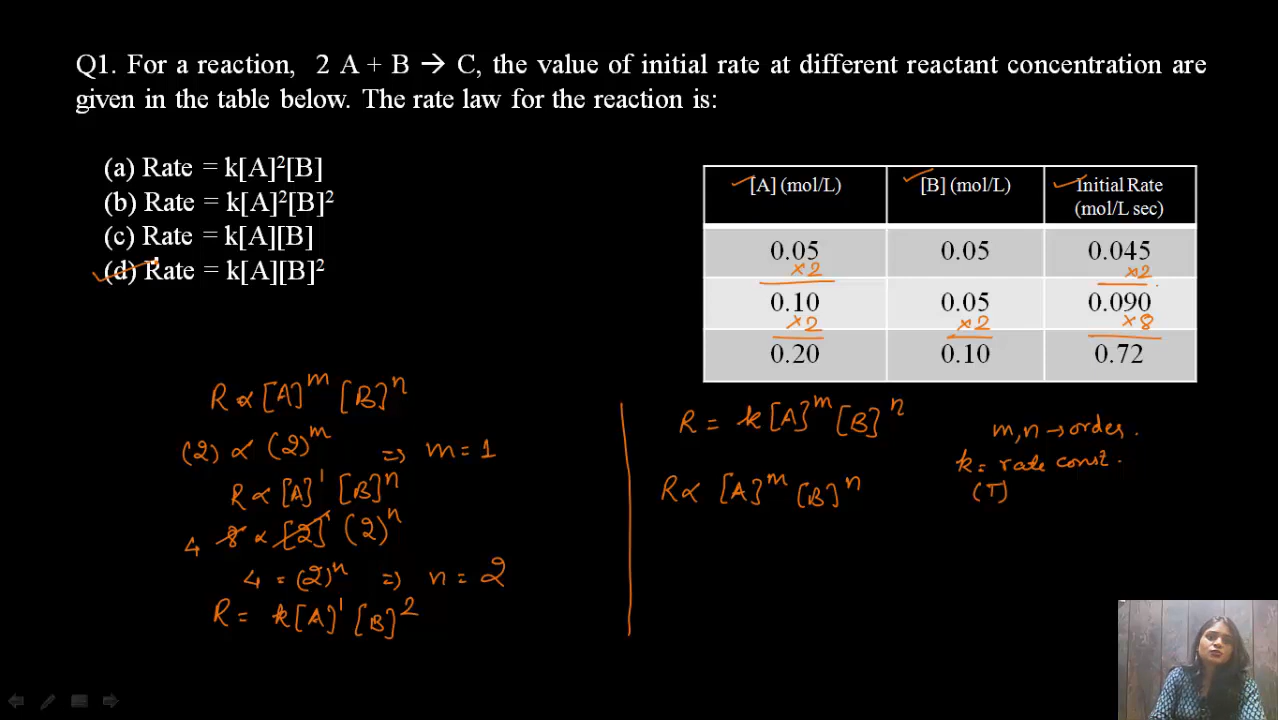 Q1. For a reaction, 2 A + B → C, the value of initial rate at different reactant concentration are
given in the table below. The rate law for the reaction is:
(a) Rate = k[A]²[B]
(b) Rate = k[A]²[B]²
(c) Rate = k[A][B]
(d) Rate = k[A][B]²
[A] (mol/L) [B] (mol/L) Initial Rate
(mol/L sec)
0.05 0.05 0.045
×2 ×2
0.10 0.05 0.090
×2 ×2 ×8
0.20 0.10 0.72
R ∝ [A]ᵐ [B]ⁿ
(2) ∝ (2)ᵐ ⇒ m = 1
R ∝ [A]¹ [B]ⁿ
4 8 ∝ [2]¹ (2)ⁿ
4 = (2)ⁿ ⇒ n = 2
R = k[A]¹ [B]²
R = k [A]ᵐ [B]ⁿ
R ∝ [A]ᵐ [B]ⁿ
m, n → order.
k = rate const.
(T)